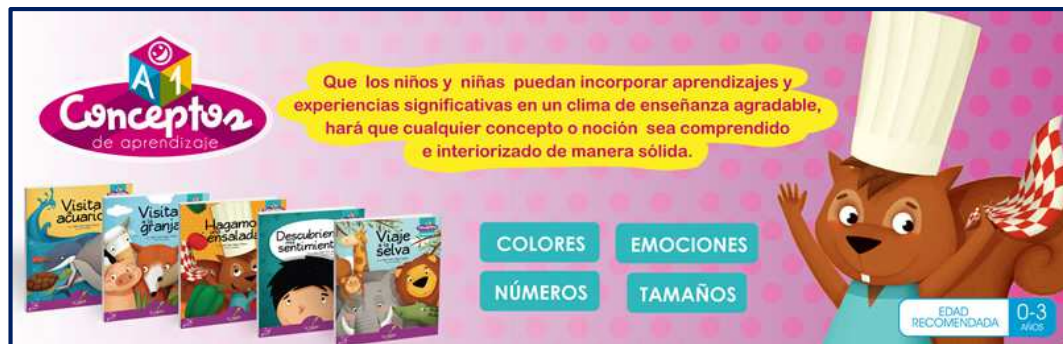 A 1
Conceptos
de aprendizaje
Que los niños y niñas puedan incorporar aprendizajes y
experiencias significativas en un clima de enseñanza agradable,
hará que cualquier concepto o noción sea comprendido
e interiorizado de manera sólida.
Visita
acuario
Visita
granja
Hagamo
ensalada
Descubrien
sentimient
Viaje
a la
selva
COLORES
EMOCIONES
NÚMEROS
TAMAÑOS
EDAD
RECOMENDADA
0-3
AÑOS